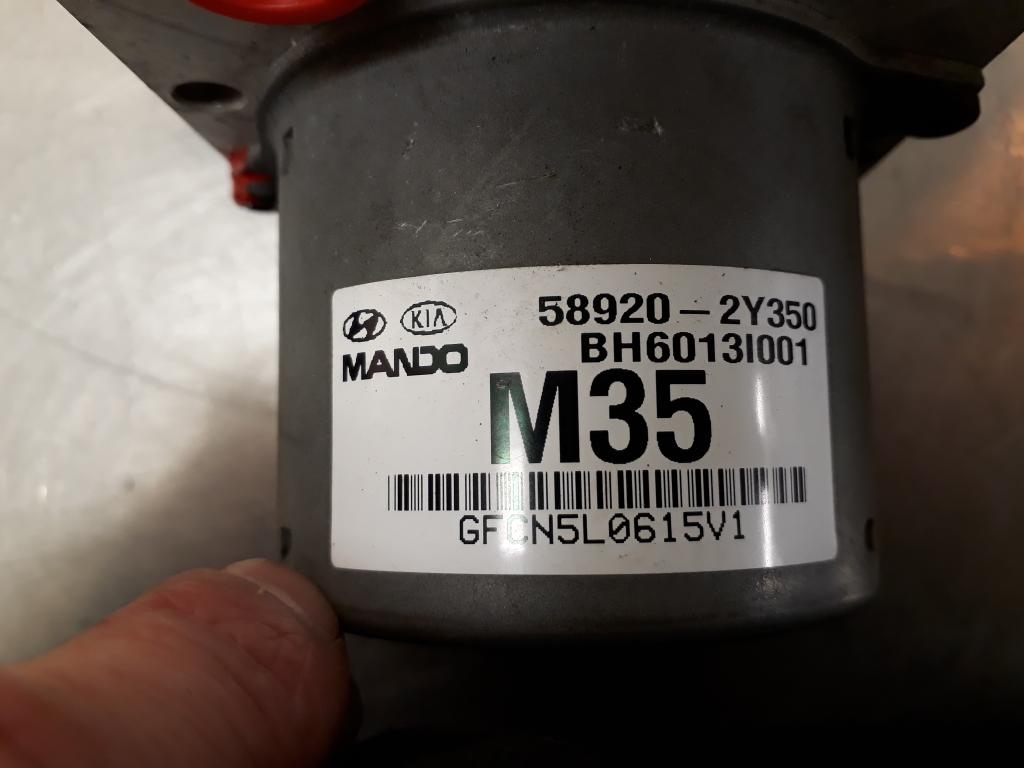 KIA
58920-2Y350
MANDO
BH6013I001
M35
GFCN5L0615V1